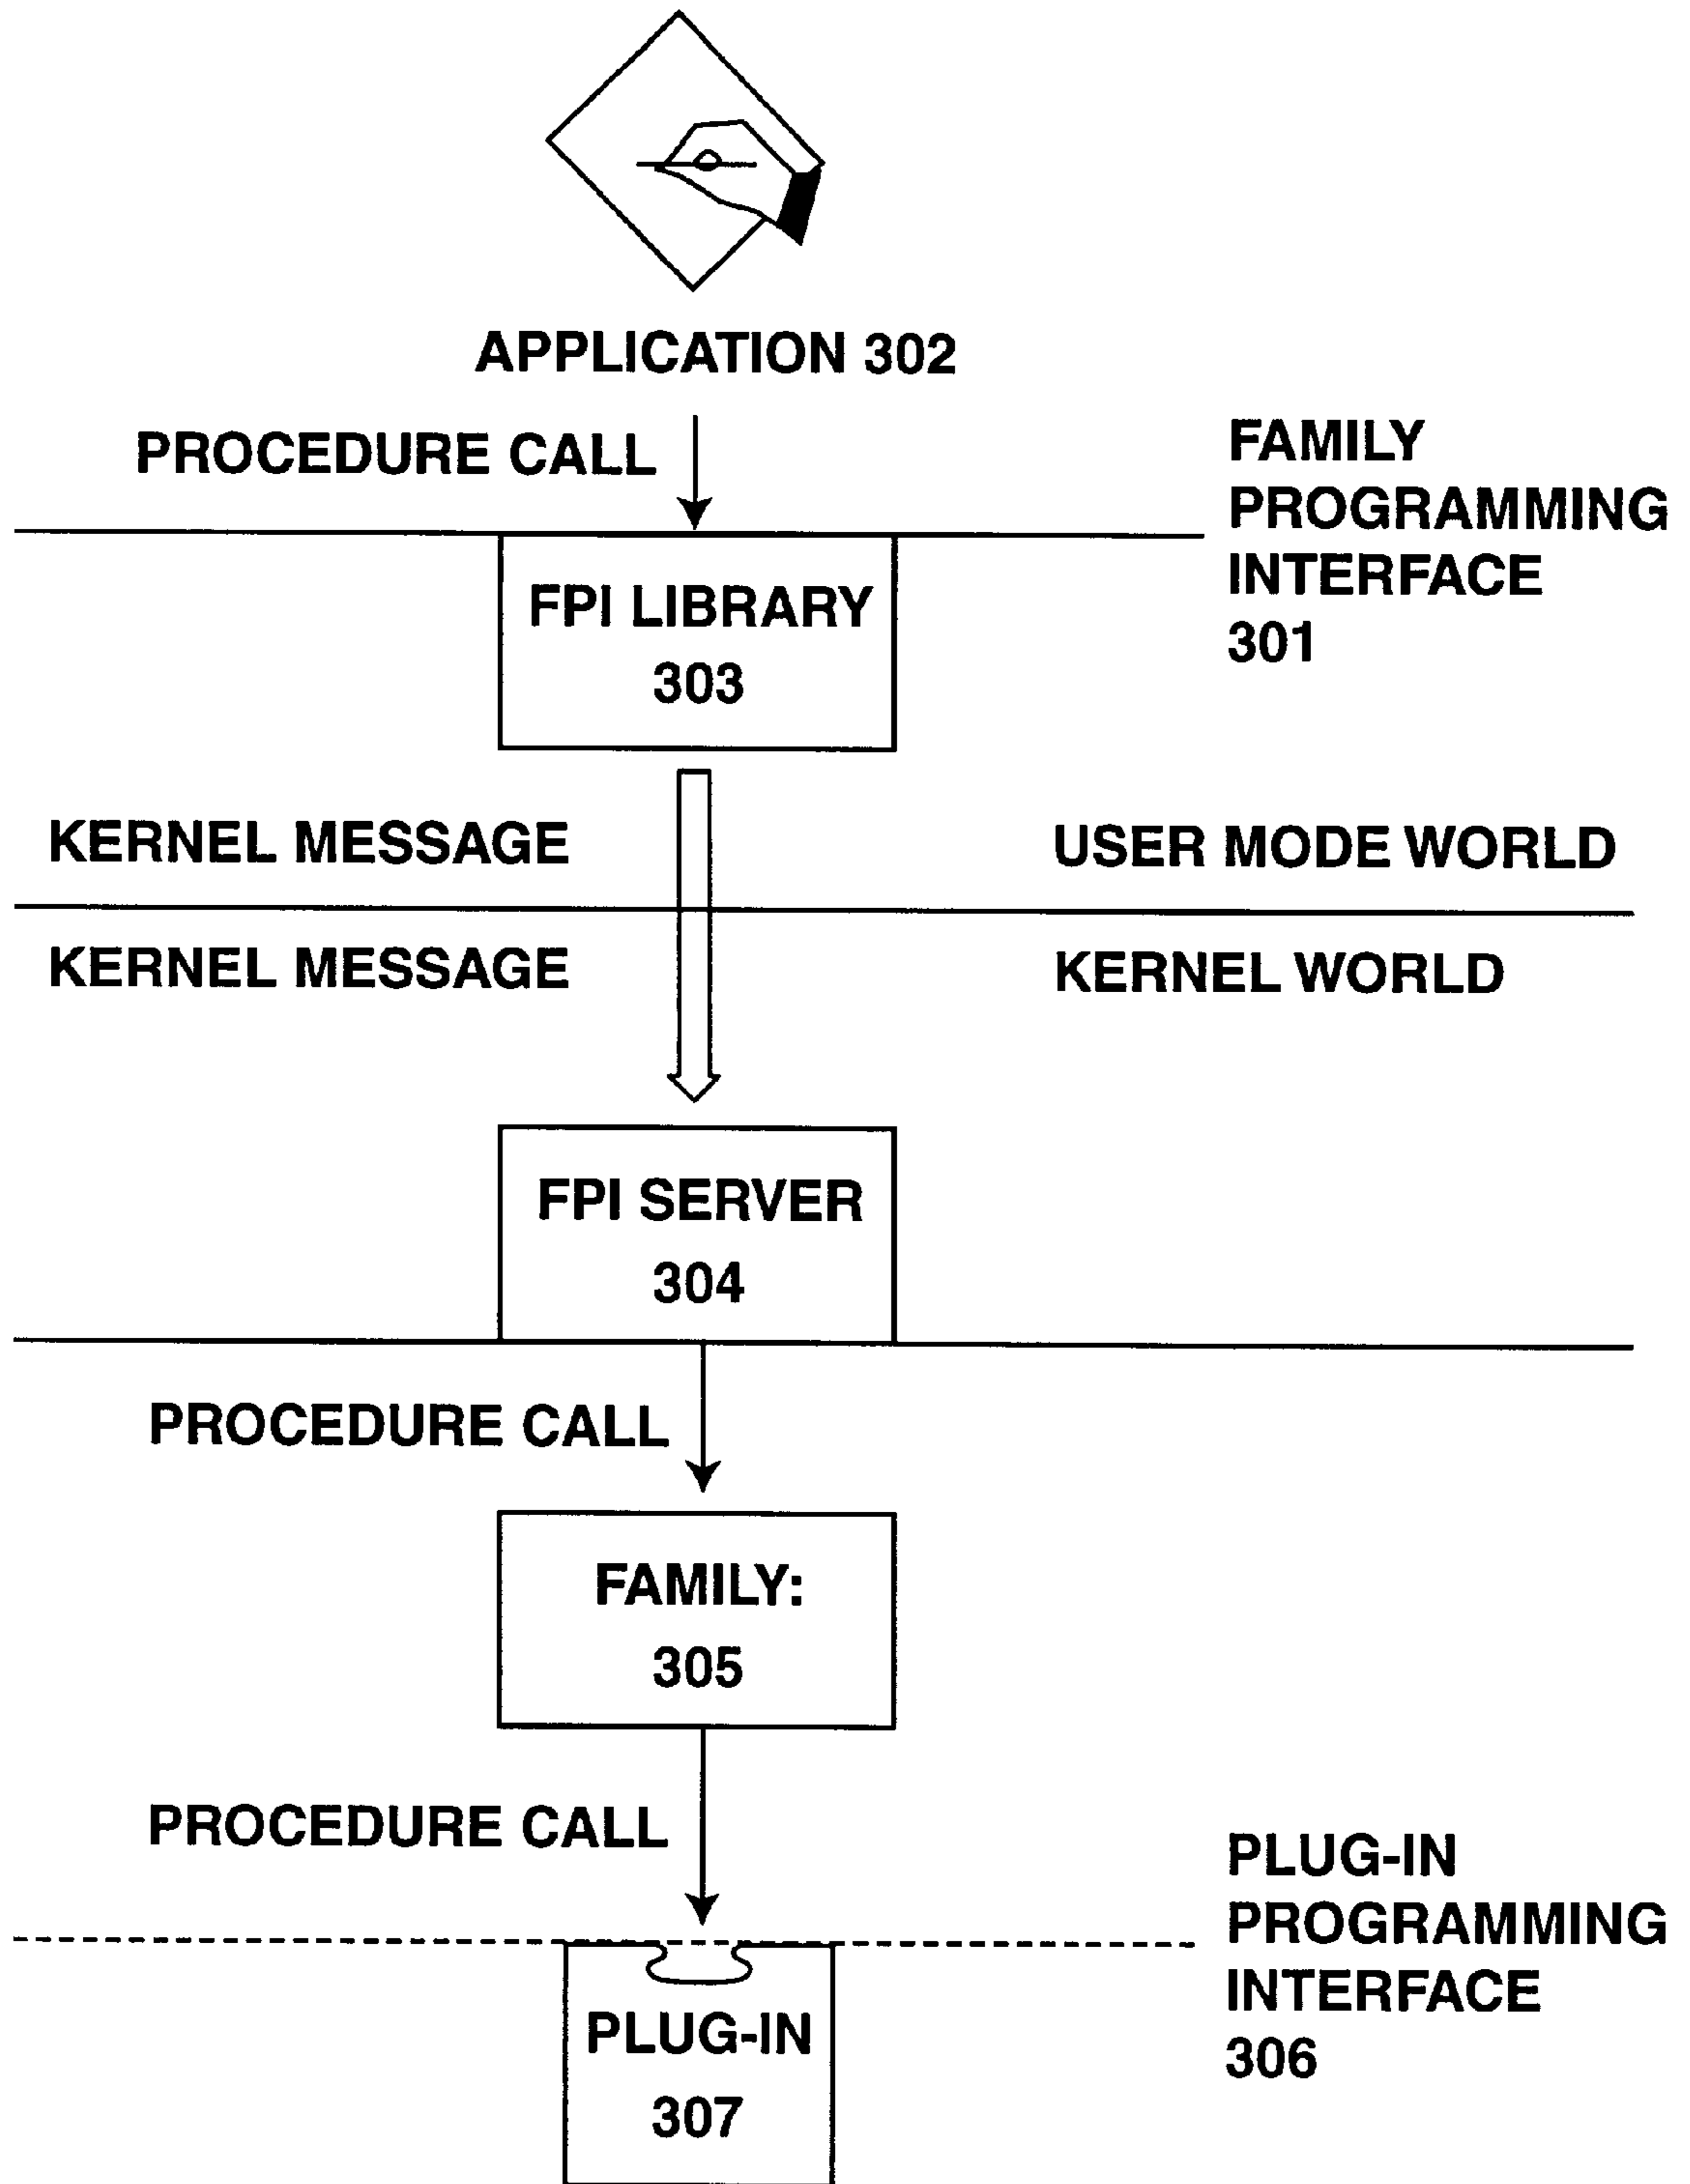 APPLICATION 302
PROCEDURE CALL
FAMILY
PROGRAMMING
INTERFACE
301
FPI LIBRARY
303
KERNEL MESSAGE
USER MODE WORLD
KERNEL MESSAGE
KERNEL WORLD
FPI SERVER
304
PROCEDURE CALL
FAMILY:
305
PROCEDURE CALL
PLUG-IN
PROGRAMMING
INTERFACE
306
PLUG-IN
307